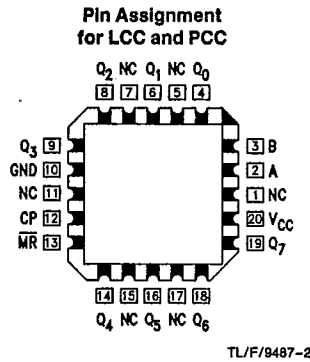 Pin Assignment
for LCC and PCC
Q2 NC Q1 NC Q0
8 7 6 5 4
Q3 9 3 B
GND 10 2 A
NC 11 1 NC
CP 12 20 VCC
M̅R̅ 13 19 Q7
14 15 16 17 18
Q4 NC Q5 NC Q6
TL/F/9487-2